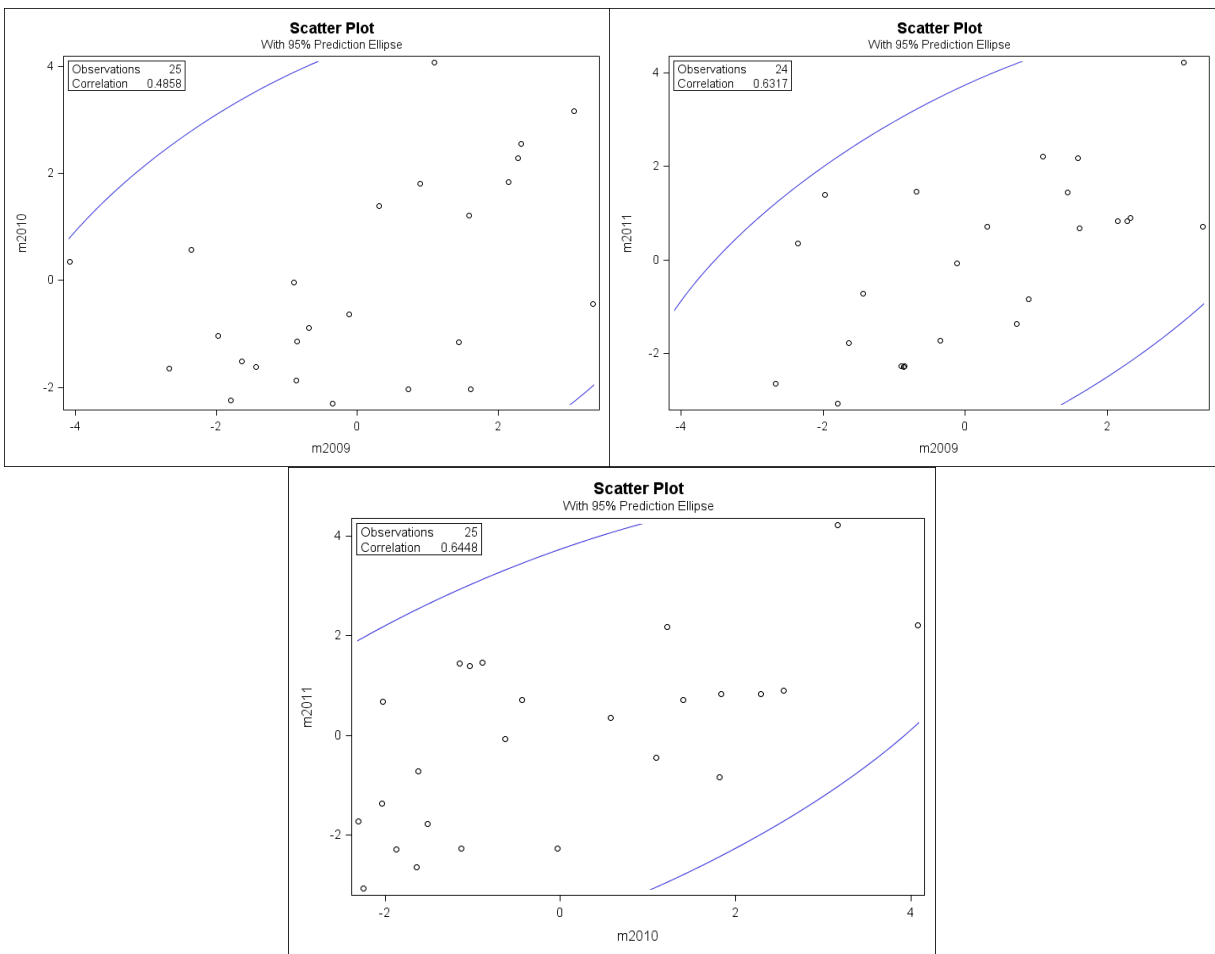 Scatter Plot
With 95% Prediction Ellipse
Observations 25
Correlation 0.4858
4
2
0
-2
m2010
-4 -2 0 2
m2009
Scatter Plot
With 95% Prediction Ellipse
Observations 24
Correlation 0.6317
4
2
0
-2
m2011
-4 -2 0 2
m2009
Scatter Plot
With 95% Prediction Ellipse
Observations 25
Correlation 0.6448
4
2
0
-2
m2011
-2 0 2 4
m2010